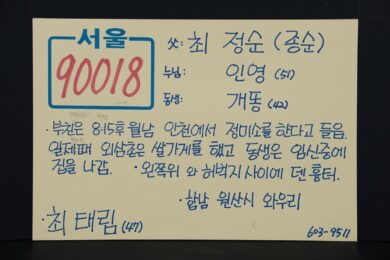 서울
90018
父: 최 정순 (종순)
누님: 인영 (51)
동생: 개똥 (42)
· 부친은 8.15후 월남 인천에서 정미소를 한다고 들음.
일제때 외삼촌은 쌀가게를 했고 동생은 임신중에
집을 나감. · 왼쪽위 와 허벅지 사이에 덴 흉터.
· 함남 원산시 와우리
· 최 태림 (47)
603-9511